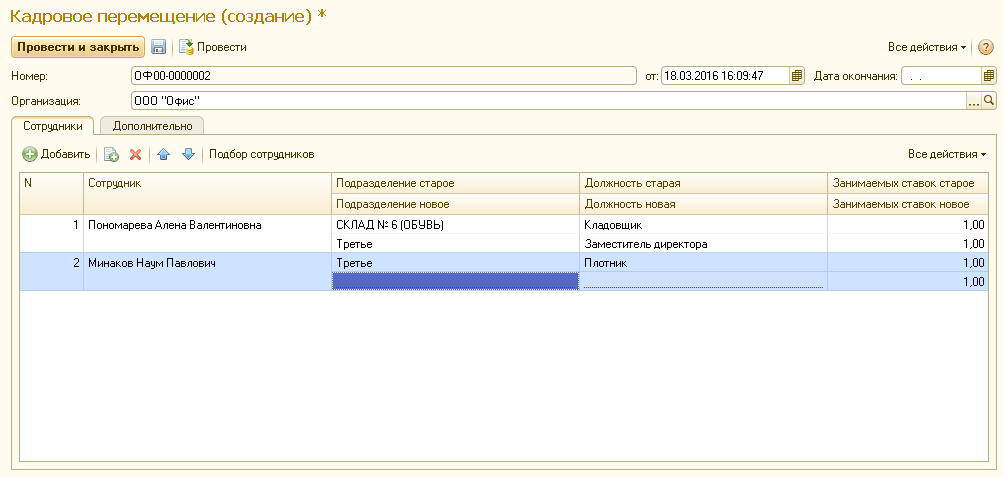 Кадровое перемещение (создание) *
Провести и закрыть Провести Все действия ?
Номер: ОФ00-0000002 от: 18.03.2016 16:09:47 Дата окончания: . .
Организация: ООО "Офис" ...
Сотрудники Дополнительно
Добавить Подбор сотрудников Все действия
N Сотрудник Подразделение старое Должность старая Занимаемых ставок старое
Подразделение новое Должность новая Занимаемых ставок новое
1 Пономарева Алена Валентиновна СКЛАД № 6 (ОБУВЬ) Кладовщик 1,00
Третье Заместитель директора 1,00
2 Минаков Наум Павлович Третье Плотник 1,00
1,00